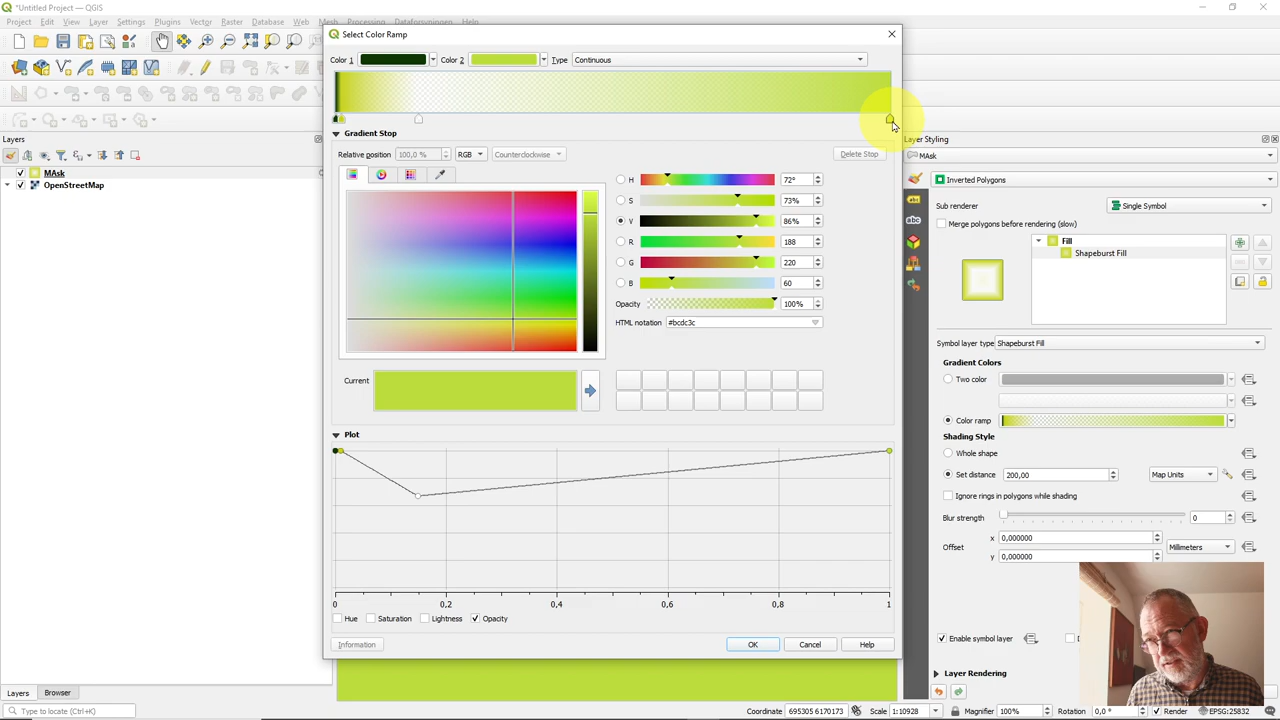 *Untitled Project — QGIS
Project Edit View Layer Settings Plugins Vector Raster Database Web Mesh Processing Dataforsyningen Help
Select Color Ramp
Color 1 Color 2 Type Continuous
Gradient Stop
Relative position 100,0 % RGB Counterclockwise Delete Stop
H 72°
S 73%
V 86%
R 188
G 220
B 60
Opacity 100%
HTML notation #bcdc3c
Current
Plot
0 0,2 0,4 0,6 0,8 1
Hue Saturation Lightness Opacity
Information OK Cancel Help
Layers
MAsk
OpenStreetMap
Layers Browser
Layer Styling
MAsk
Inverted Polygons
Sub renderer Single Symbol
Merge polygons before rendering (slow)
Fill
Shapeburst Fill
Symbol layer type Shapeburst Fill
Gradient Colors
Two color
Color ramp
Shading Style
Whole shape
Set distance 200,00 Map Units
Ignore rings in polygons while shading
Blur strength 0
Offset x 0,000000 Millimeters
y 0,000000
Enable symbol layer
Layer Rendering
Type to locate (Ctrl+K) Coordinate 695305 6170173 Scale 1:10928 Magnifier 100% Rotation 0,0 ° Render EPSG:25832